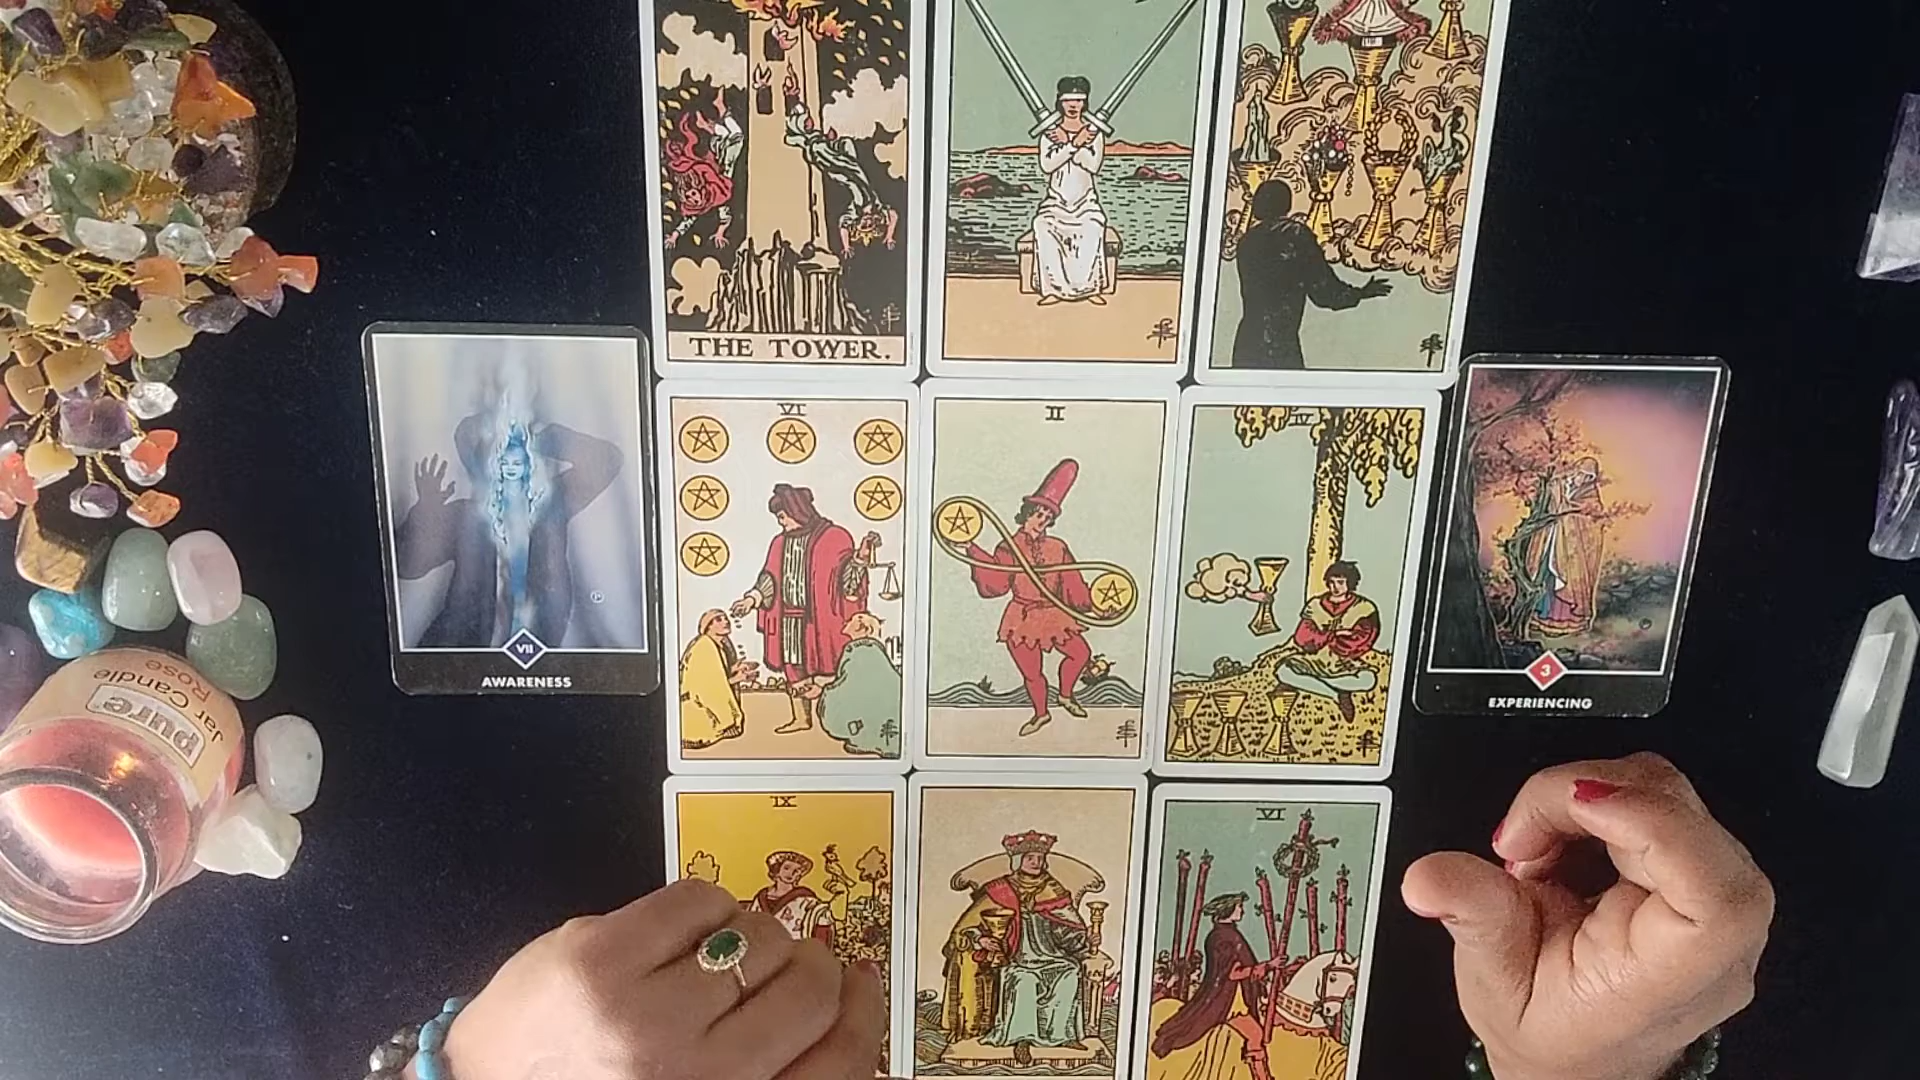 THE TOWER.
VI
II
IV
VII
AWARENESS
3
EXPERIENCING
pure
Jar Candle
Rose
IX
VI